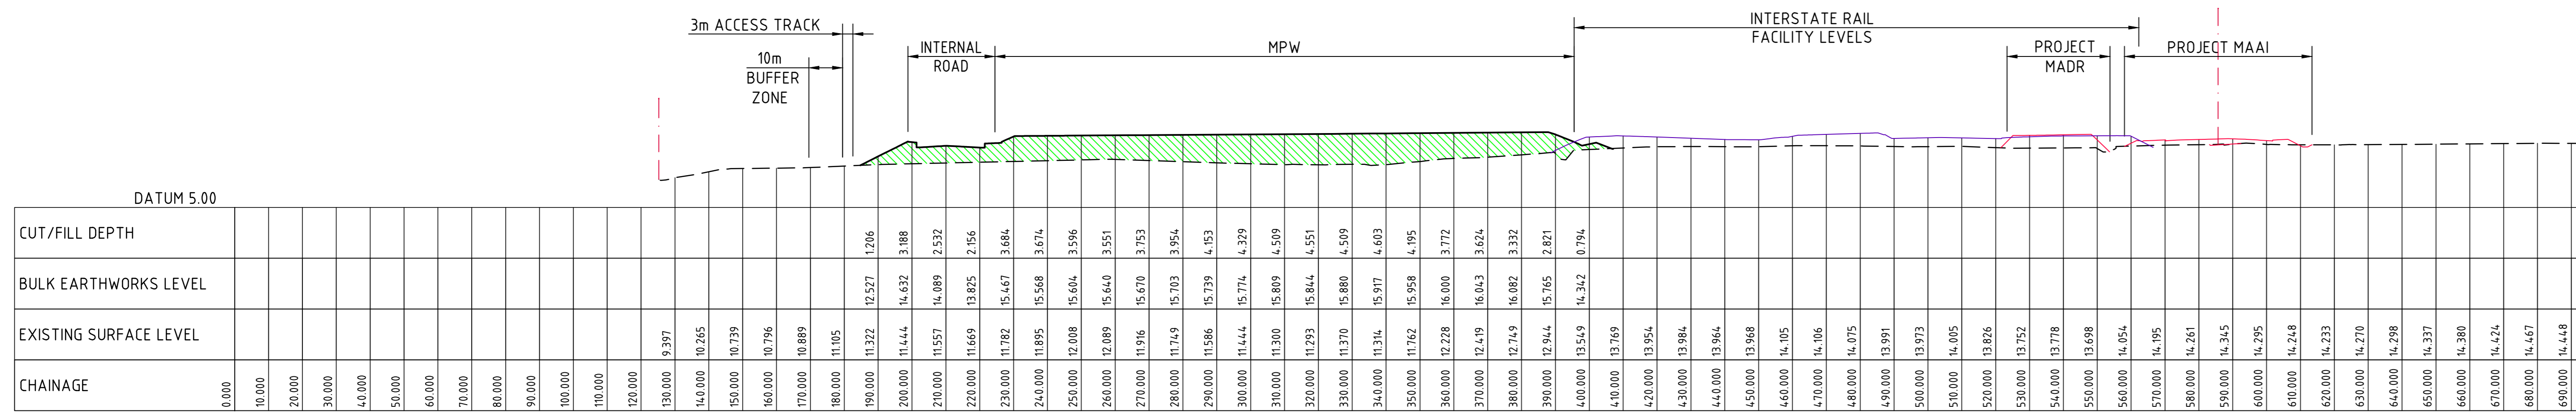 3m ACCESS TRACK
10m
BUFFER
ZONE
INTERNAL
ROAD
MPW
INTERSTATE RAIL
FACILITY LEVELS
PROJECT
MADR
PROJECT MAAI
DATUM 5.00
CUT/FILL DEPTH 1.206 3.188 2.532 2.156 3.684 3.674 3.596 3.551 3.753 3.954 4.153 4.329 4.509 4.551 4.509 4.603 4.195 3.772 3.624 3.332 2.821 0.794
BULK EARTHWORKS LEVEL 12.527 14.632 14.089 13.825 15.467 15.568 15.604 15.640 15.670 15.703 15.739 15.774 15.809 15.844 15.880 15.917 15.958 16.000 16.043 16.082 15.765 14.342
EXISTING SURFACE LEVEL 9.397 10.265 10.739 10.796 10.889 11.105 11.322 11.444 11.557 11.669 11.782 11.895 12.008 12.089 11.916 11.749 11.586 11.444 11.300 11.293 11.370 11.314 11.762 12.228 12.419 12.749 12.944 13.549 13.769 13.954 13.984 13.964 13.968 14.105 14.106 14.075 13.991 13.973 14.005 13.826 13.752 13.778 13.698 14.054 14.195 14.261 14.345 14.295 14.248 14.233 14.270 14.298 14.337 14.380 14.424 14.467 14.448
CHAINAGE 0.000 10.000 20.000 30.000 40.000 50.000 60.000 70.000 80.000 90.000 100.000 110.000 120.000 130.000 140.000 150.000 160.000 170.000 180.000 190.000 200.000 210.000 220.000 230.000 240.000 250.000 260.000 270.000 280.000 290.000 300.000 310.000 320.000 330.000 340.000 350.000 360.000 370.000 380.000 390.000 400.000 410.000 420.000 430.000 440.000 450.000 460.000 470.000 480.000 490.000 500.000 510.000 520.000 530.000 540.000 550.000 560.000 570.000 580.000 590.000 600.000 610.000 620.000 630.000 640.000 650.000 660.000 670.000 680.000 690.000